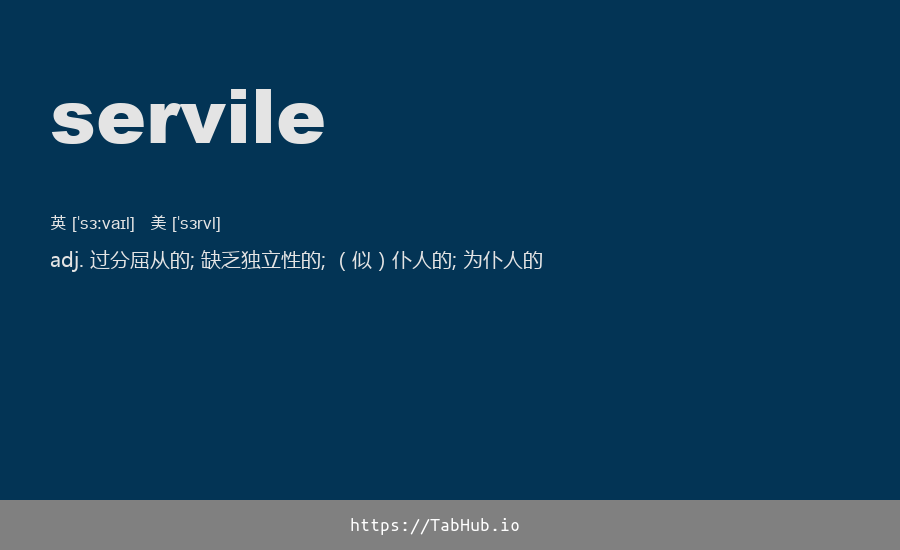 servile
英 [ˈsɜːvaɪl] 美 [ˈsɜrvl]
adj. 过分屈从的; 缺乏独立性的; （似）仆人的; 为仆人的
https://TabHub.io